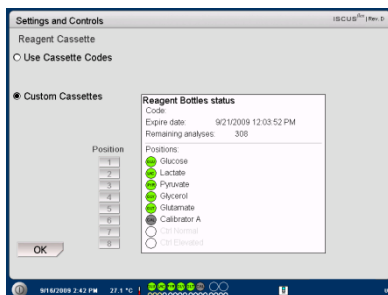 Settings and Controls
ISCUSflex | Rev. D
Reagent Cassette
Use Cassette Codes
Custom Cassettes
Reagent Bottles status
Code:
Expire date: 9/21/2009 12:03:52 PM
Remaining analyses: 308
Position
Positions:
1
Glucose
2
Lactate
3
Pyruvate
4
Glycerol
5
Glutamate
6
Calibrator A
7
Ctrl Normal
8
Ctrl Elevated
OK
9/16/2009 2:42 PM 27.1 °C